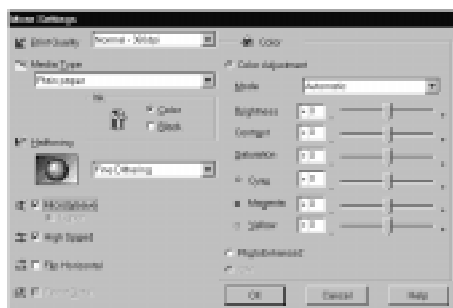 More Settings
Print Quality
Normal - 360dpi
Media Type
Plain paper
Ink
Color
Black
Halftoning
Fine Dithering
MicroWeave
High Speed
Flip Horizontal
Color
Color Adjustment
Mode
Automatic
Brightness
Contrast
Saturation
Cyan
Magenta
Yellow
PhotoEnhanced
OK
Cancel
Help